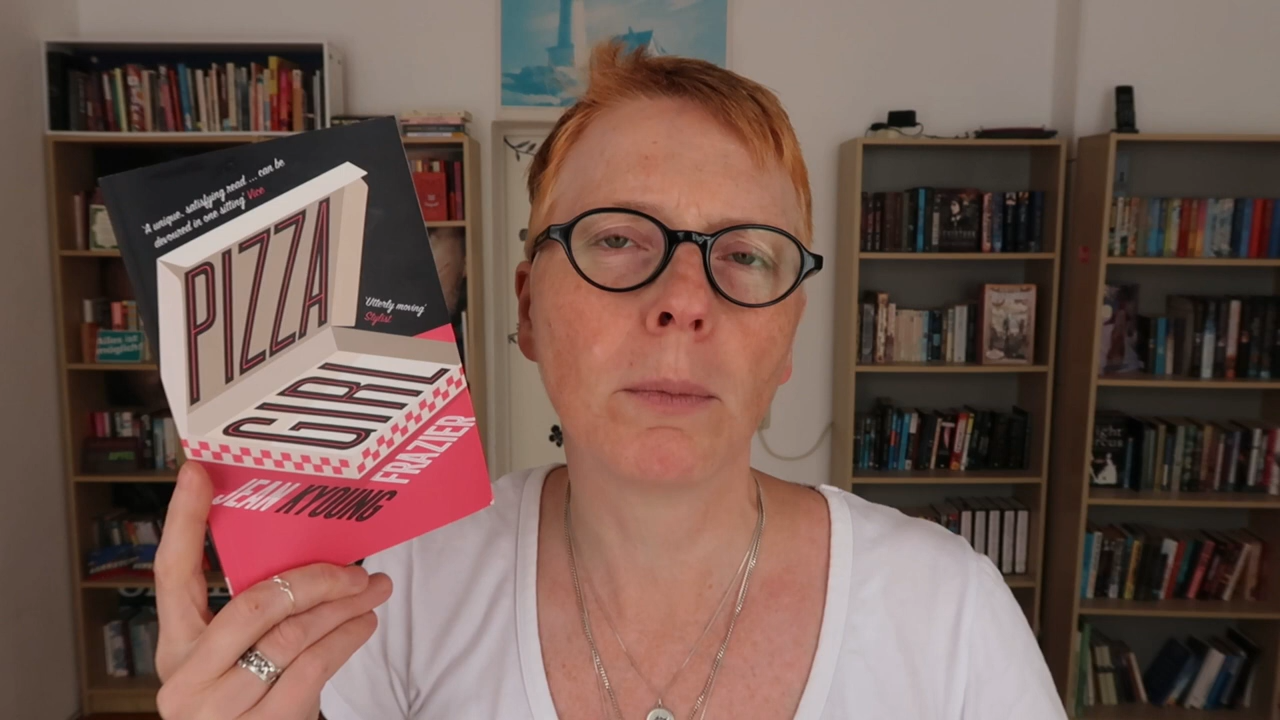 'A unique, satisfying read ... can be
devoured in one sitting' Vice
PIZZA
'Utterly moving'
Stylist
GIRL
JEAN KYOUNG
FRAZIER